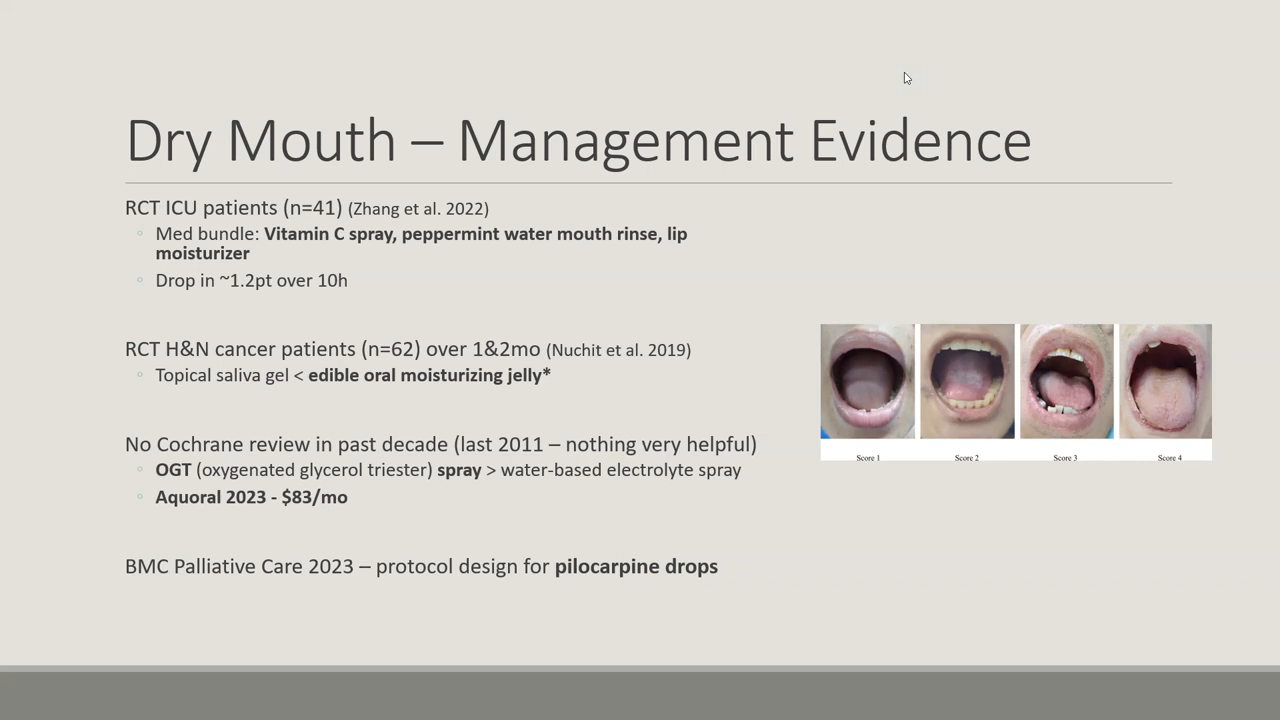 Dry Mouth – Management Evidence
RCT ICU patients (n=41) (Zhang et al. 2022)
Med bundle: Vitamin C spray, peppermint water mouth rinse, lip
moisturizer
Drop in ~1.2pt over 10h
RCT H&N cancer patients (n=62) over 1&2mo (Nuchit et al. 2019)
Topical saliva gel < edible oral moisturizing jelly*
No Cochrane review in past decade (last 2011 – nothing very helpful)
OGT (oxygenated glycerol triester) spray > water-based electrolyte spray
Aquoral 2023 - $83/mo
BMC Palliative Care 2023 – protocol design for pilocarpine drops
Score 1 Score 2 Score 3 Score 4